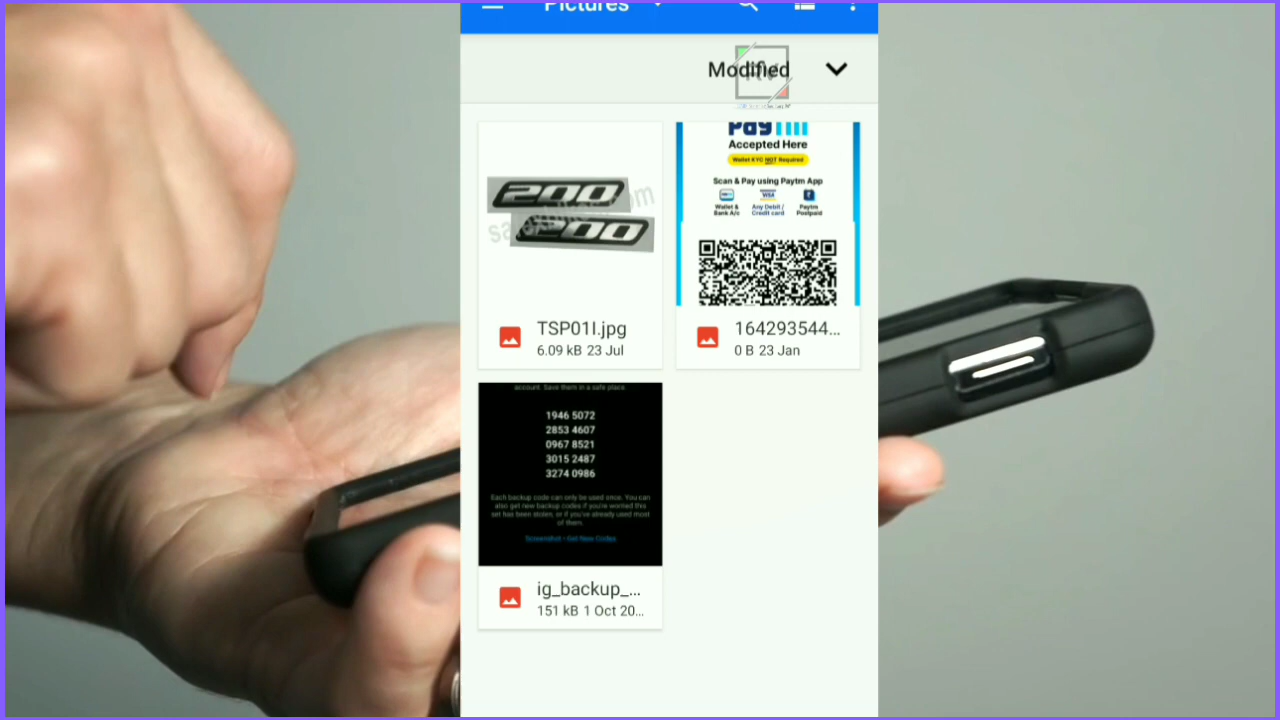 Pictures
Modified
200
200
Paytm
Accepted Here
Wallet KYC NOT Required
Scan & Pay using Paytm App
Wallet & Bank A/c
VISA
Any Debit / Credit card
Paytm Postpaid
TSP01I.jpg
6.09 kB 23 Jul
164293544...
0 B 23 Jan
account. Save them in a safe place.
1946 5072
2853 4607
0967 8521
3015 2487
3274 0986
Each backup code can only be used once. You can
also get new backup codes if you're worried this
set has been stolen, or if you've already used most
of them.
Screenshot · Get New Codes
ig_backup_...
151 kB 1 Oct 20...